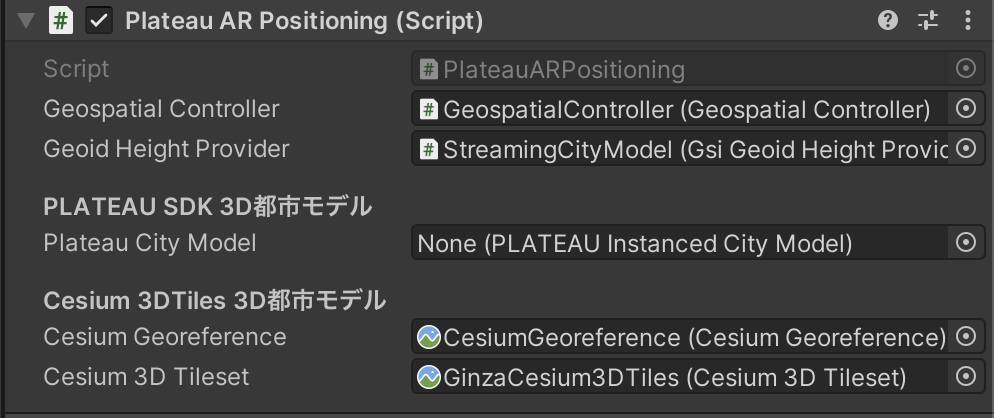 Plateau AR Positioning (Script)
Script PlateauARPositioning
Geospatial Controller GeospatialController (Geospatial Controller)
Geoid Height Provider StreamingCityModel (Gsi Geoid Height Provic
PLATEAU SDK 3D都市モデル
Plateau City Model None (PLATEAU Instanced City Model)
Cesium 3DTiles 3D都市モデル
Cesium Georeference CesiumGeoreference (Cesium Georeference)
Cesium 3D Tileset GinzaCesium3DTiles (Cesium 3D Tileset)